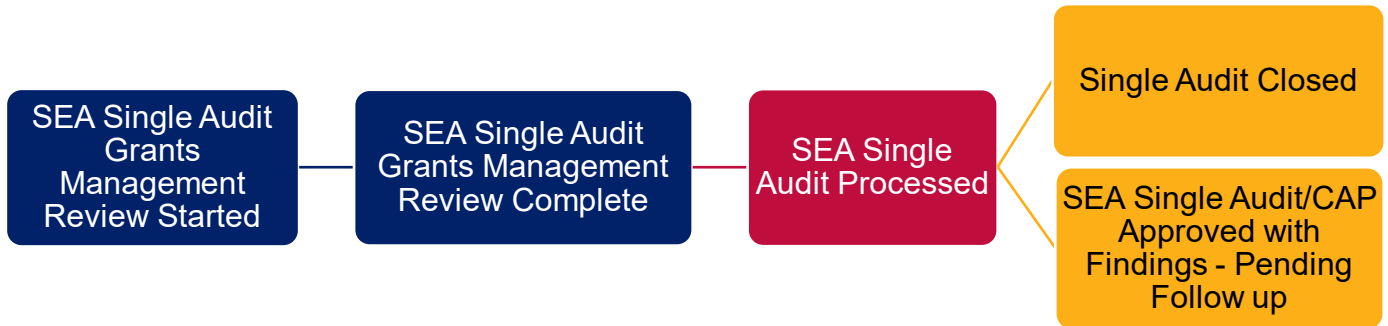 SEA Single Audit
Grants
Management
Review Started
SEA Single Audit
Grants Management
Review Complete
SEA Single
Audit Processed
Single Audit Closed
SEA Single Audit/CAP
Approved with
Findings - Pending
Follow up